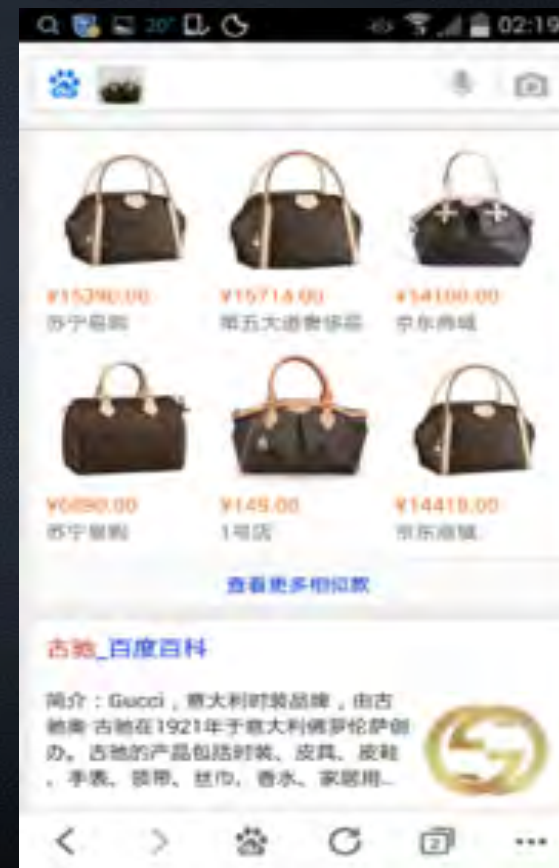 20° 02:19
¥15390.00 ¥15714.00 ¥54100.00
苏宁易购 第五大道奢侈品 京东商城
¥6890.00 ¥149.00 ¥14418.00
苏宁易购 1号店 京东商城
查看更多相似款
古驰_百度百科
简介：Gucci，意大利时装品牌，由古
驰奥·古驰在1921年于意大利佛罗伦萨创
办。古驰的产品包括时装、皮具、皮鞋
、手表、领带、丝巾、香水、家居用...
2